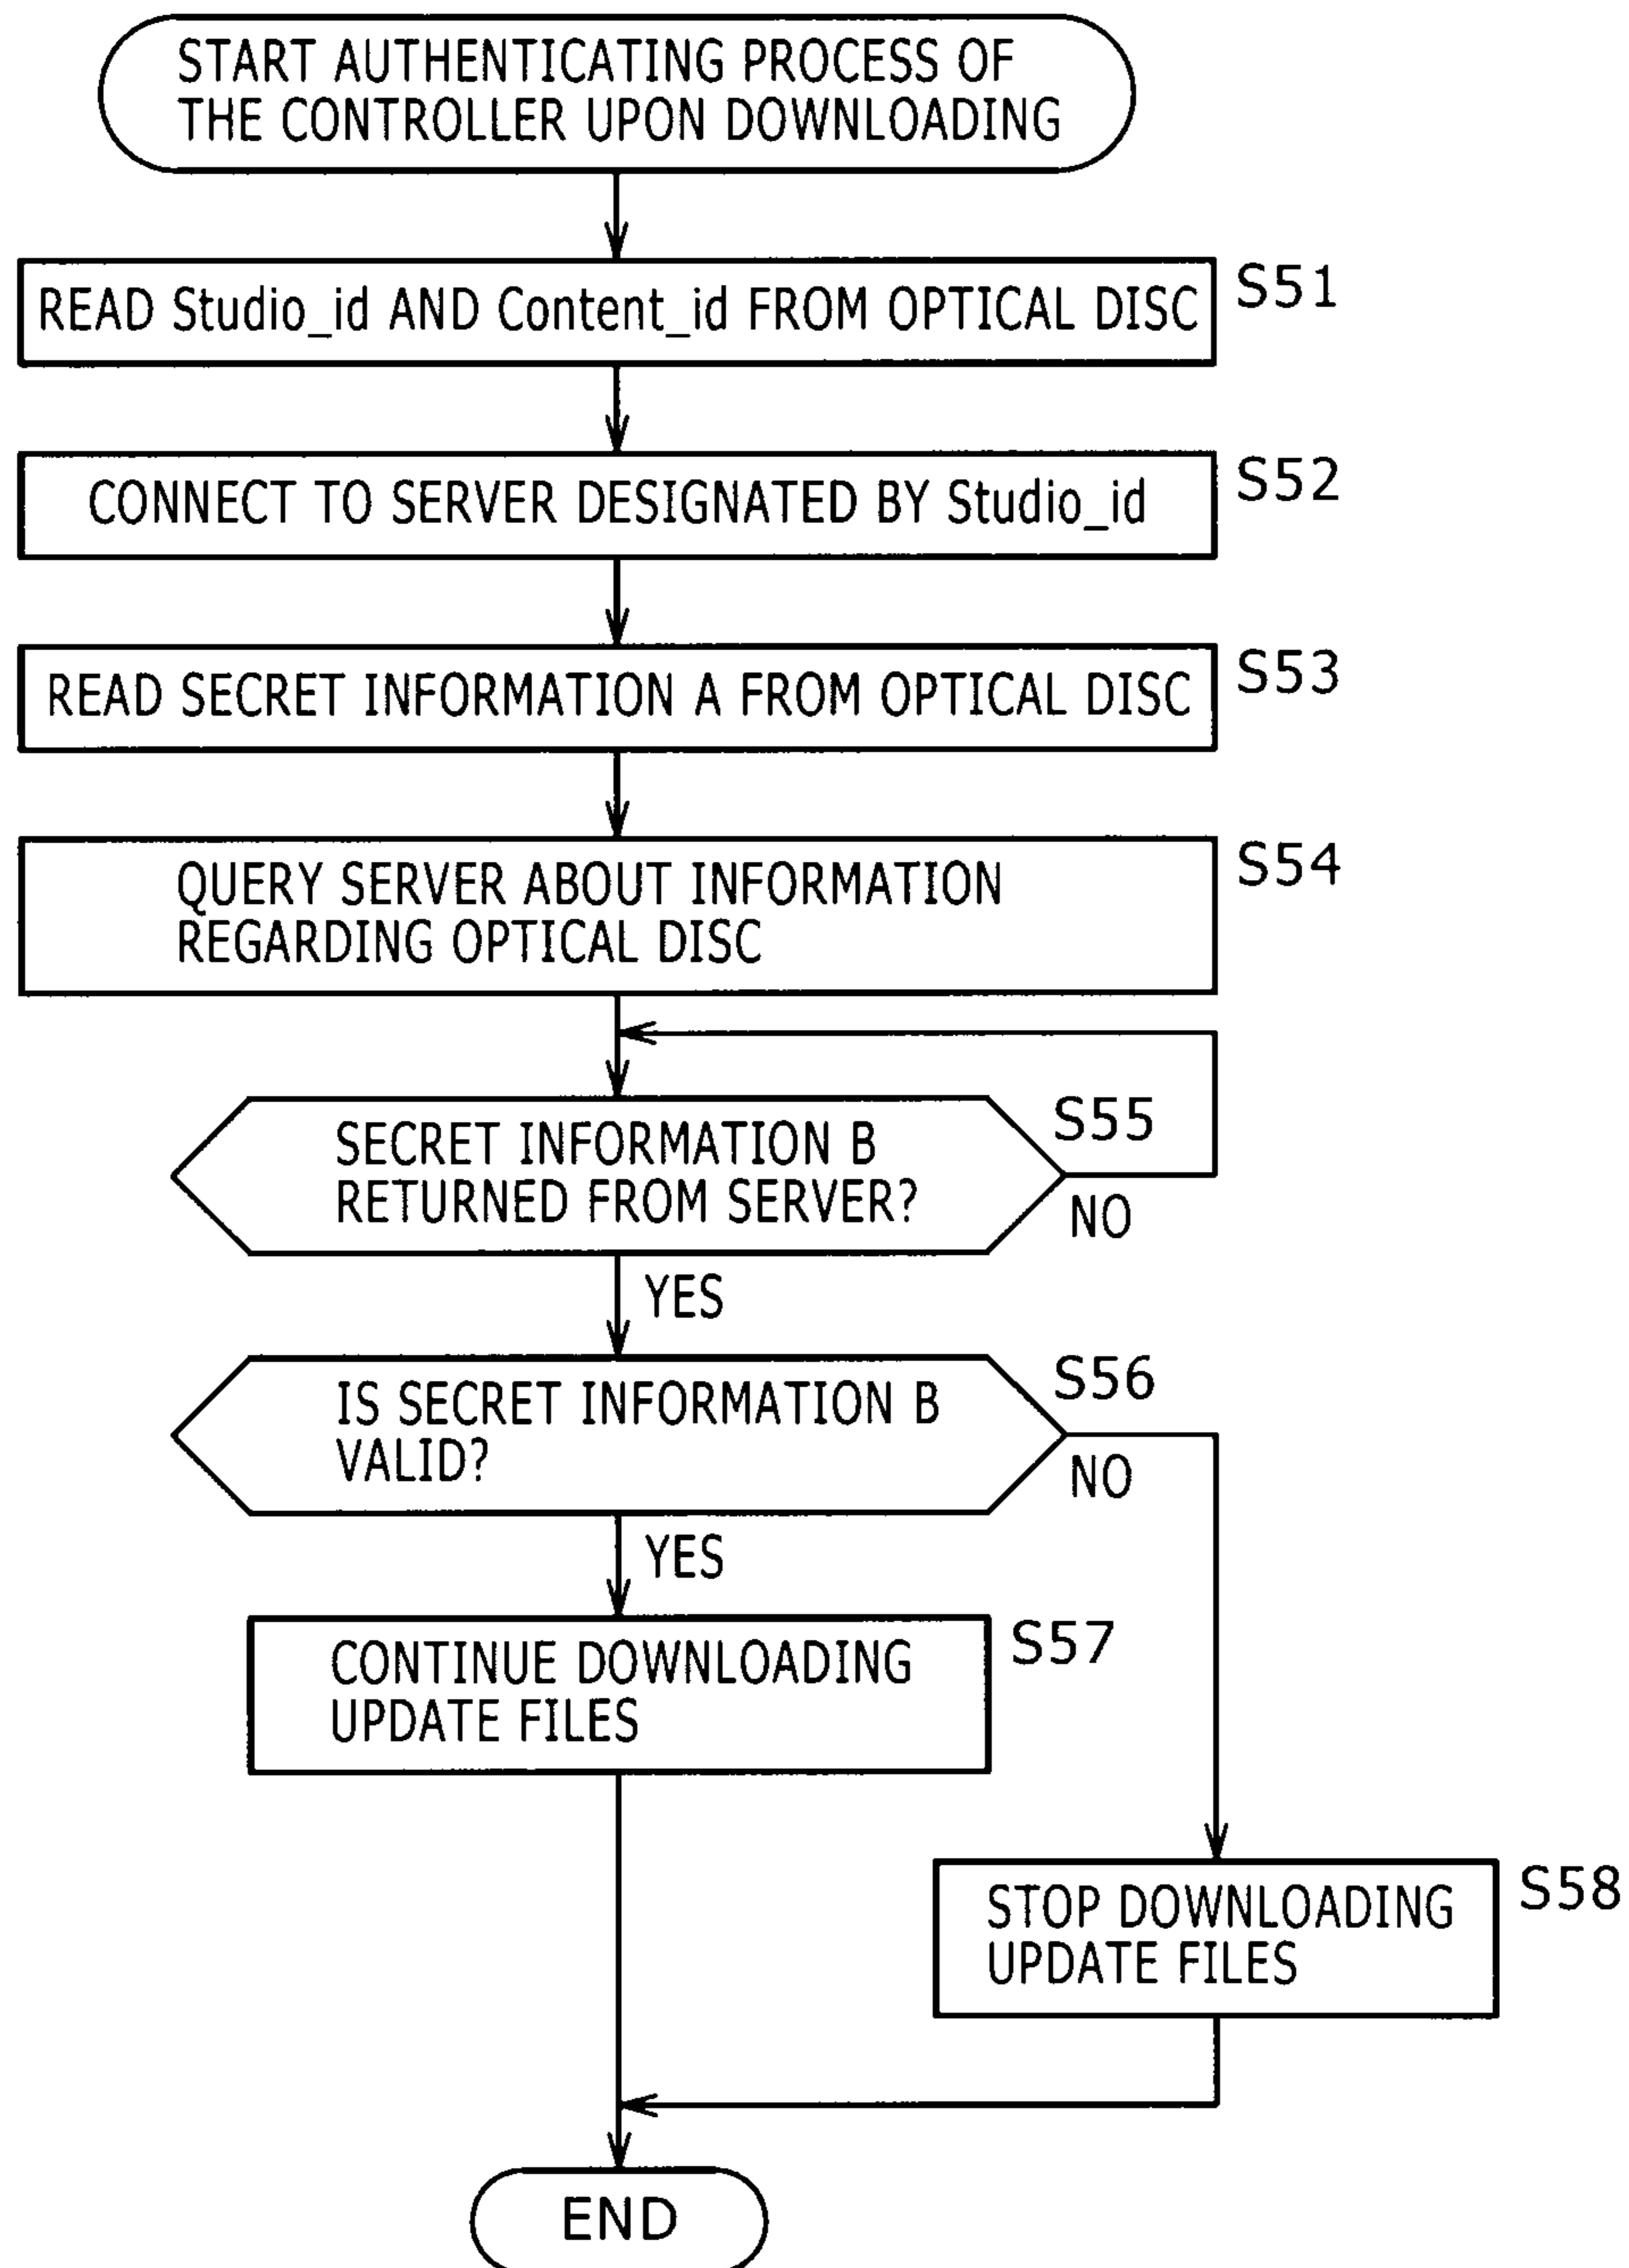 START AUTHENTICATING PROCESS OF
THE CONTROLLER UPON DOWNLOADING
READ Studio_id AND Content_id FROM OPTICAL DISC
S51
CONNECT TO SERVER DESIGNATED BY Studio_id
S52
READ SECRET INFORMATION A FROM OPTICAL DISC
S53
QUERY SERVER ABOUT INFORMATION
REGARDING OPTICAL DISC
S54
SECRET INFORMATION B
RETURNED FROM SERVER?
S55
NO
YES
IS SECRET INFORMATION B
VALID?
S56
NO
YES
CONTINUE DOWNLOADING
UPDATE FILES
S57
STOP DOWNLOADING
UPDATE FILES
S58
END